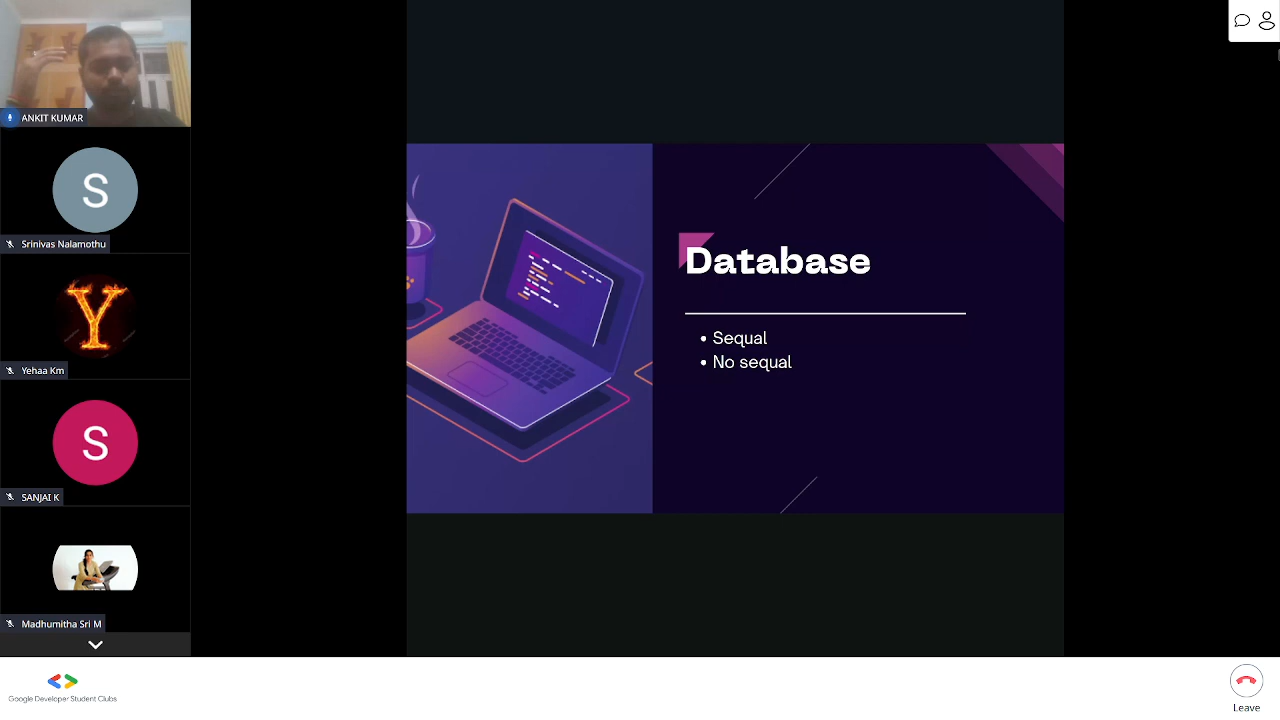 ANKIT KUMAR
S
Srinivas Nalamothu
Y
Yehaa Km
S
SANJAI K
Madhumitha Sri M
Database
• Sequal
• No sequal
Google Developer Student Clubs
Leave